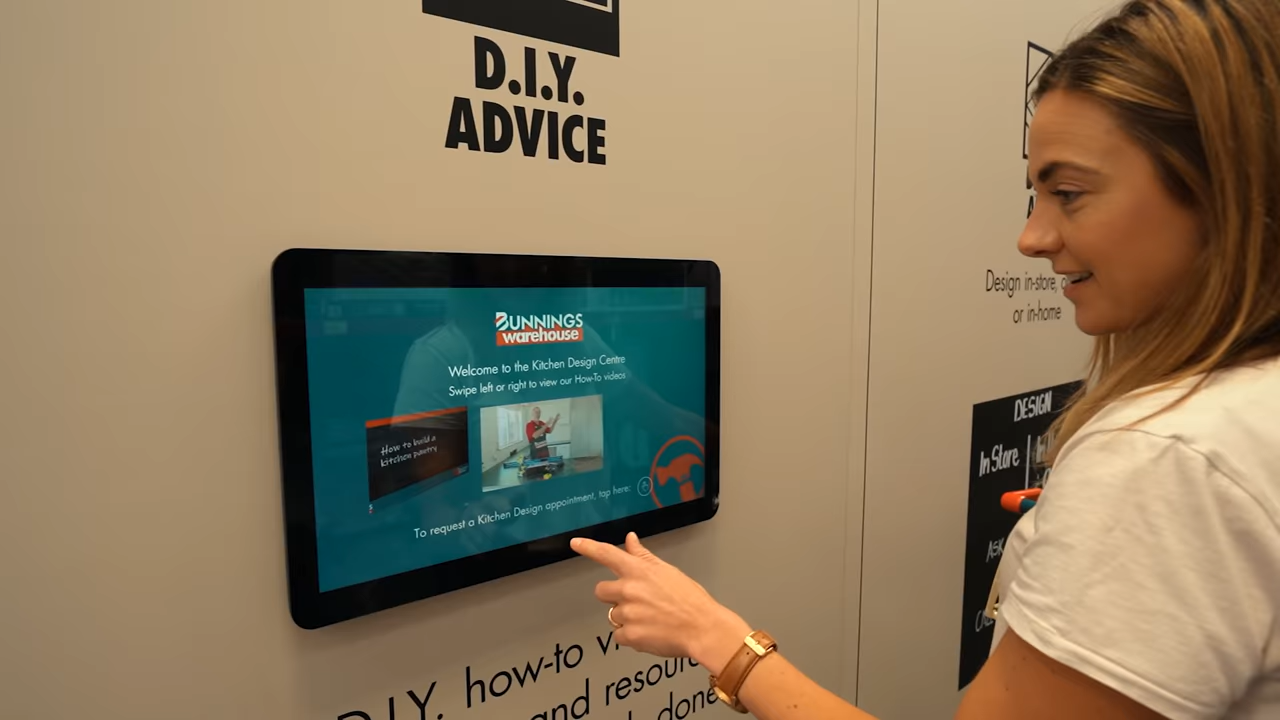 D.I.Y.
ADVICE
BUNNINGS
warehouse
Welcome to the Kitchen Design Centre
Swipe left or right to view our How-To videos
How to build a
kitchen pantry
To request a Kitchen Design appointment, tap here:
D.I.Y. how-to
and resour
done
Design in-store,
or in-home
DESIGN
In Store
ASK